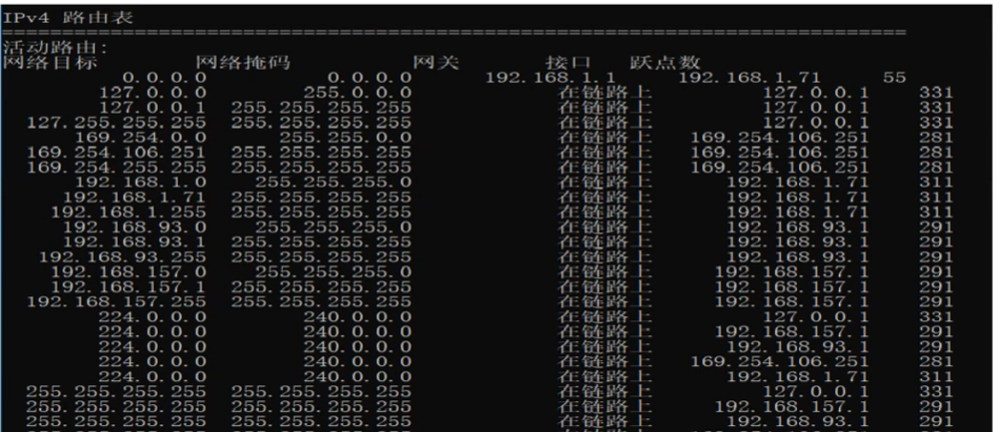 IPv4 路由表
===========================================================================
活动路由:
网络目标 网络掩码 网关 接口 跃点数
0.0.0.0 0.0.0.0 192.168.1.1 192.168.1.71 55
127.0.0.0 255.0.0.0 在链路上 127.0.0.1 331
127.0.0.1 255.255.255.255 在链路上 127.0.0.1 331
127.255.255.255 255.255.255.255 在链路上 127.0.0.1 331
169.254.0.0 255.255.0.0 在链路上 169.254.106.251 281
169.254.106.251 255.255.255.255 在链路上 169.254.106.251 281
169.254.255.255 255.255.255.255 在链路上 169.254.106.251 281
192.168.1.0 255.255.255.0 在链路上 192.168.1.71 311
192.168.1.71 255.255.255.255 在链路上 192.168.1.71 311
192.168.1.255 255.255.255.255 在链路上 192.168.1.71 311
192.168.93.0 255.255.255.0 在链路上 192.168.93.1 291
192.168.93.1 255.255.255.255 在链路上 192.168.93.1 291
192.168.93.255 255.255.255.255 在链路上 192.168.93.1 291
192.168.157.0 255.255.255.0 在链路上 192.168.157.1 291
192.168.157.1 255.255.255.255 在链路上 192.168.157.1 291
192.168.157.255 255.255.255.255 在链路上 192.168.157.1 291
224.0.0.0 240.0.0.0 在链路上 127.0.0.1 331
224.0.0.0 240.0.0.0 在链路上 192.168.157.1 291
224.0.0.0 240.0.0.0 在链路上 192.168.93.1 291
224.0.0.0 240.0.0.0 在链路上 169.254.106.251 281
224.0.0.0 240.0.0.0 在链路上 192.168.1.71 311
255.255.255.255 255.255.255.255 在链路上 127.0.0.1 331
255.255.255.255 255.255.255.255 在链路上 192.168.157.1 291
255.255.255.255 255.255.255.255 在链路上 192.168.93.1 291